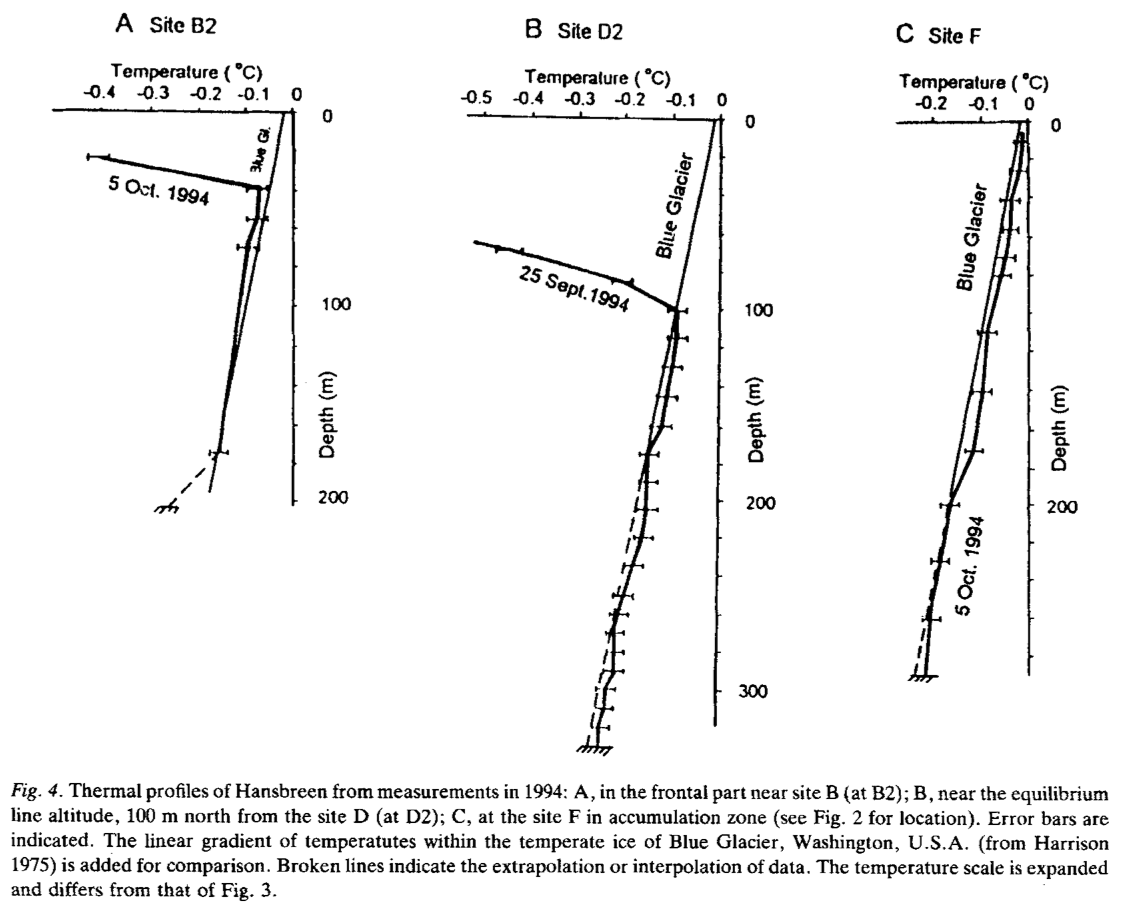 A Site B2
Temperature ( °C)
-0.4 -0.3 -0.2 -0.1 0
0
Blue Gl.
5 Oct. 1994
100
Depth (m)
200
B Site D2
Temperature ( °C)
-0.5 -0.4 -0.3 -0.2 -0.1 0
0
Blue Glacier
25 Sept.1994
100
Depth (m)
200
300
C Site F
Temperature ( °C)
-0.2 -0.1 0
0
Blue Glacier
Depth (m)
200
5 Oct. 1994
Fig. 4. Thermal profiles of Hansbreen from measurements in 1994: A, in the frontal part near site B (at B2); B, near the equilibrium
line altitude, 100 m north from the site D (at D2); C, at the site F in accumulation zone (see Fig. 2 for location). Error bars are
indicated. The linear gradient of temperatutes within the temperate ice of Blue Glacier, Washington, U.S.A. (from Harrison
1975) is added for comparison. Broken lines indicate the extrapolation or interpolation of data. The temperature scale is expanded
and differs from that of Fig. 3.